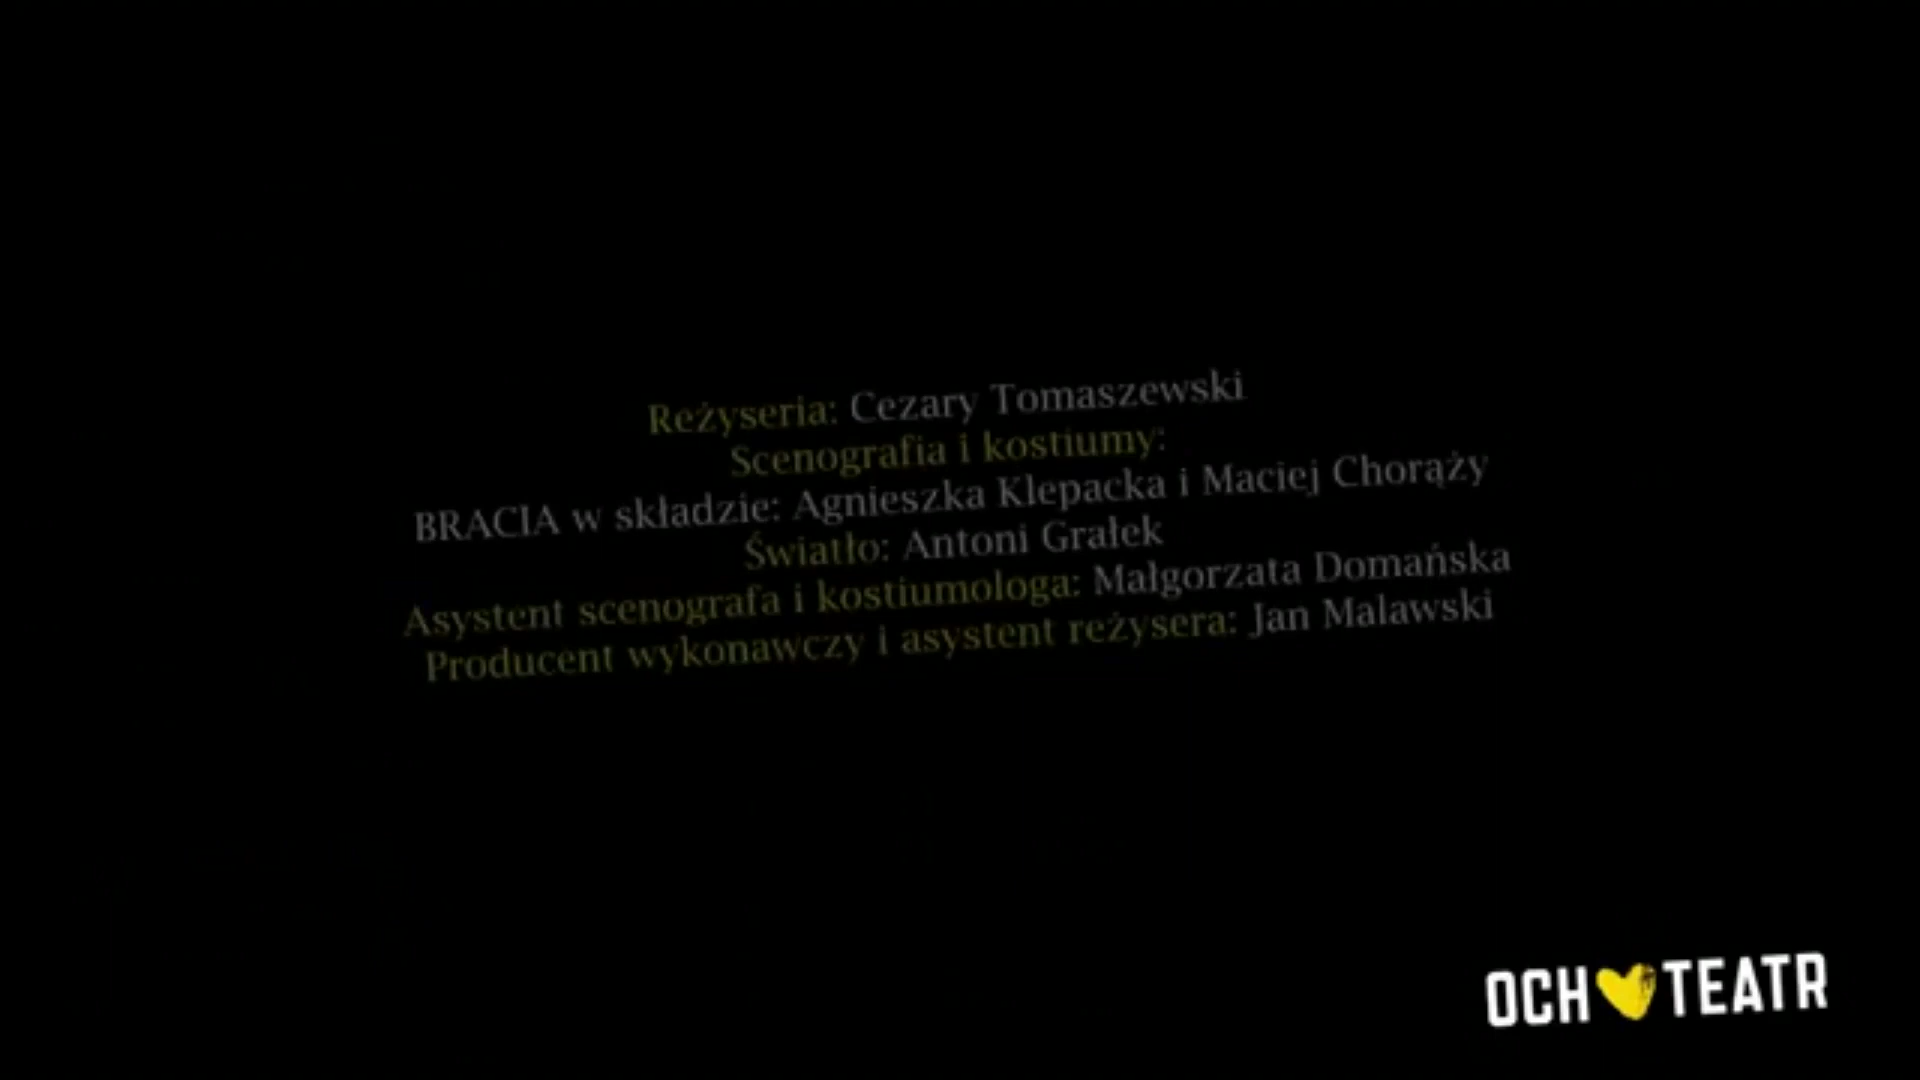 Reżyseria: Cezary Tomaszewski
Scenografia i kostiumy:
BRACIA w składzie: Agnieszka Klepacka i Maciej Chorąży
Światło: Antoni Grałek
Asystent scenografa i kostiumologa: Małgorzata Domańska
Producent wykonawczy i asystent reżysera: Jan Malawski
OCH TEATR